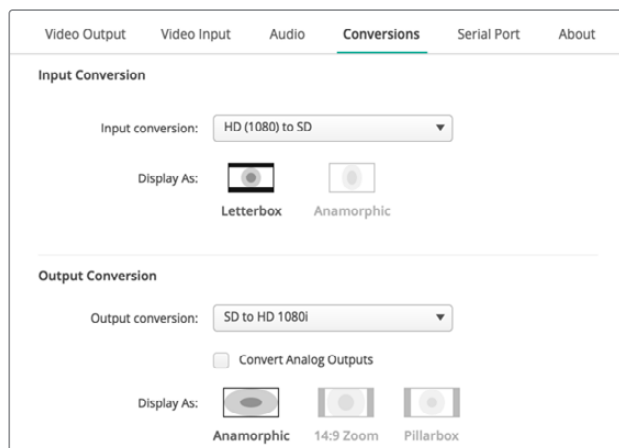 Video Output Video Input Audio Conversions Serial Port About
Input Conversion
Input conversion: HD (1080) to SD
Display As:
Letterbox Anamorphic
Output Conversion
Output conversion: SD to HD 1080i
Convert Analog Outputs
Display As:
Anamorphic 14:9 Zoom Pillarbox